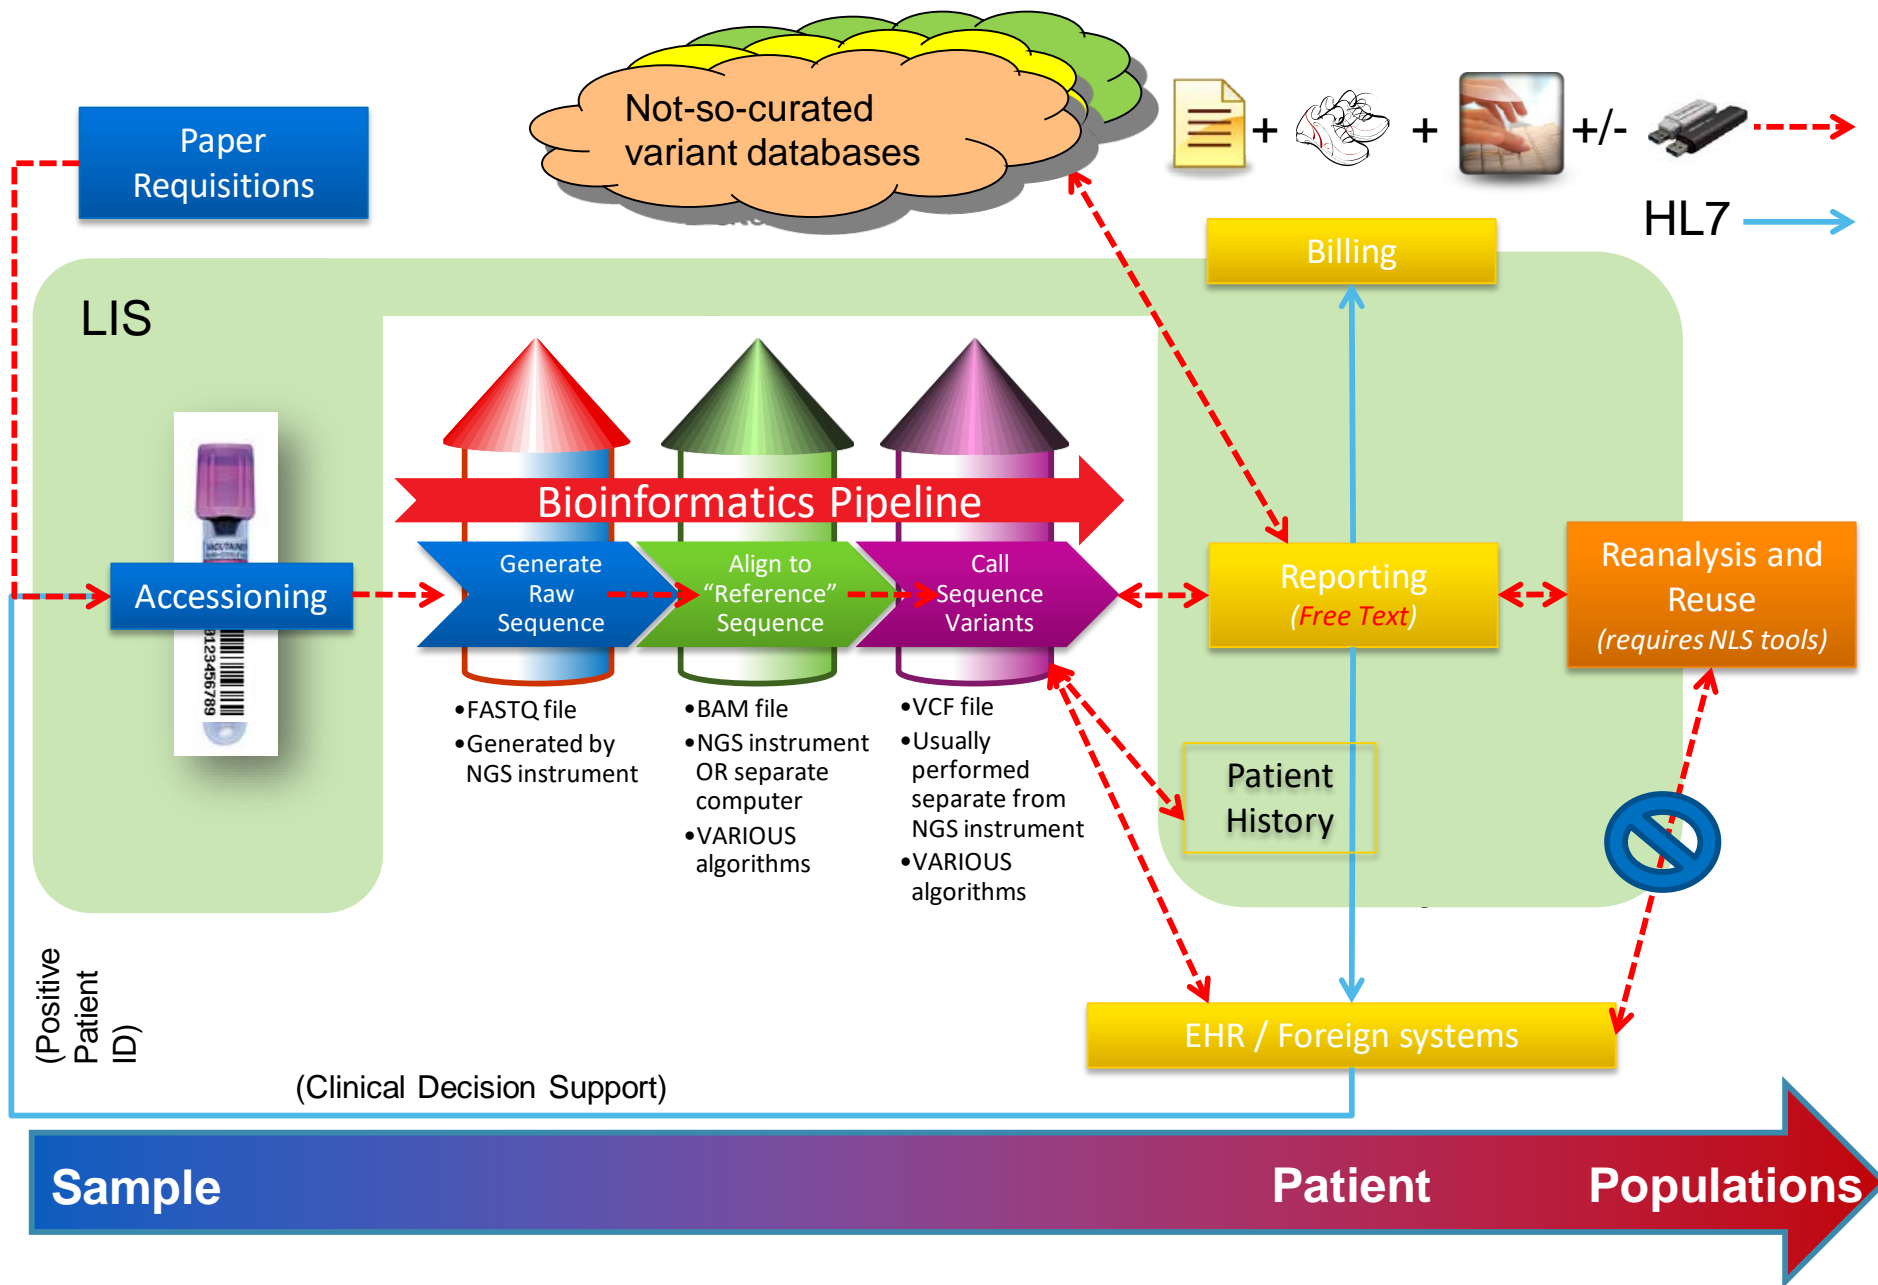 Not-so-curated
variant databases
+
+
+/-
HL7
Paper
Requisitions
Billing
LIS
Bioinformatics Pipeline
Accessioning
Generate
Raw
Sequence
Align to
“Reference”
Sequence
Call
Sequence
Variants
Reporting
(Free Text)
Reanalysis and
Reuse
(requires NLS tools)
3123456789
•FASTQ file
•Generated by
NGS instrument
•BAM file
•NGS instrument
OR separate
computer
•VARIOUS
algorithms
•VCF file
•Usually
performed
separate from
NGS instrument
•VARIOUS
algorithms
Patient
History
(Positive
Patient
ID)
EHR / Foreign systems
(Clinical Decision Support)
Sample
Patient
Populations